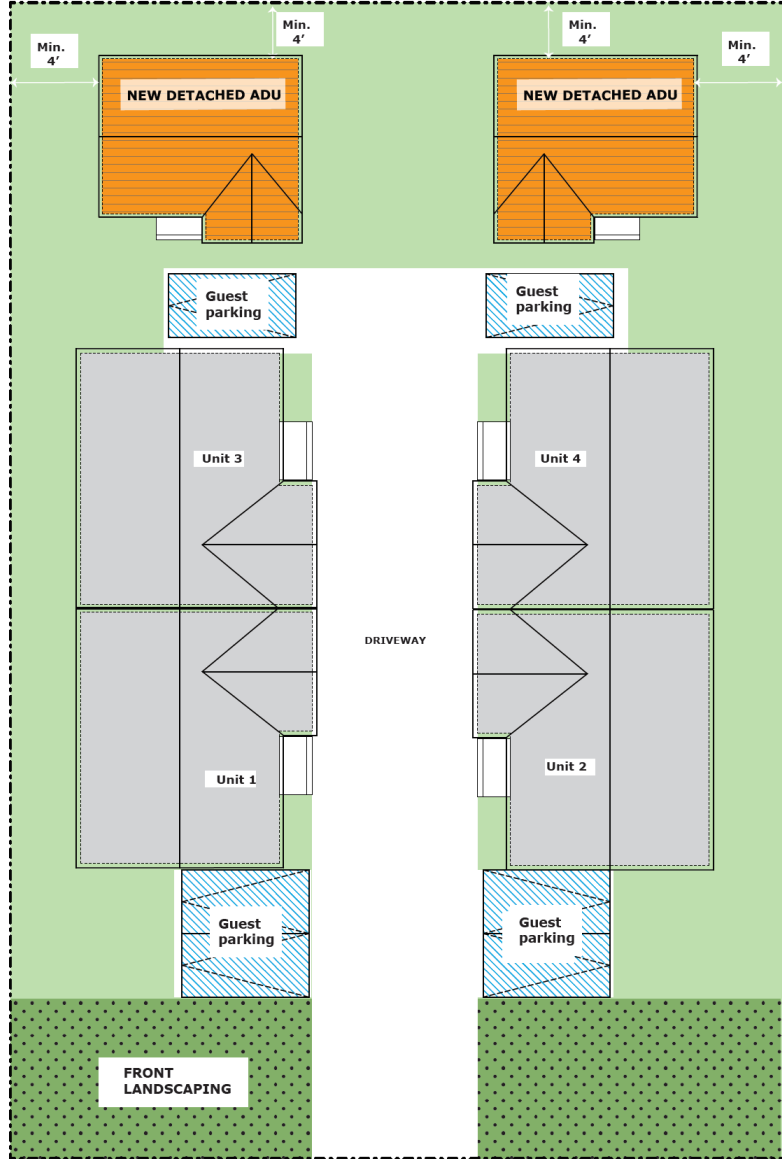 Min.
4’
Min.
4’
Min.
4’
Min.
4’
NEW DETACHED ADU
NEW DETACHED ADU
Guest
parking
Guest
parking
Unit 3
Unit 4
DRIVEWAY
Unit 1
Unit 2
Guest
parking
Guest
parking
FRONT
LANDSCAPING